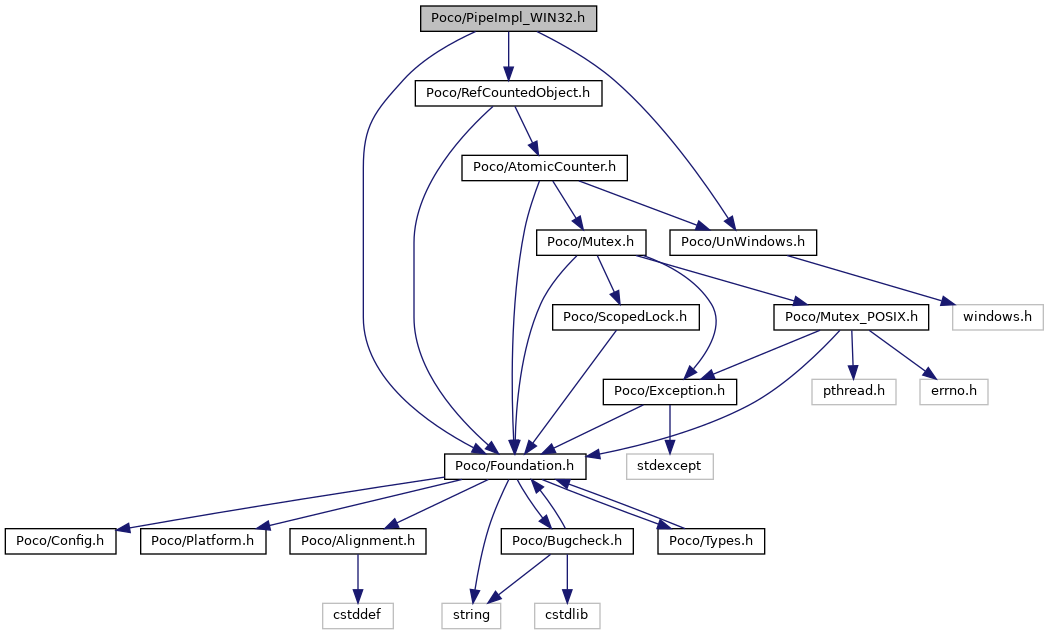 Poco/PipeImpl_WIN32.h
Poco/RefCountedObject.h
Poco/AtomicCounter.h
Poco/Mutex.h
Poco/UnWindows.h
Poco/ScopedLock.h
Poco/Mutex_POSIX.h
windows.h
Poco/Exception.h
pthread.h
errno.h
Poco/Foundation.h
stdexcept
Poco/Config.h
Poco/Platform.h
Poco/Alignment.h
Poco/Bugcheck.h
Poco/Types.h
cstddef
string
cstdlib